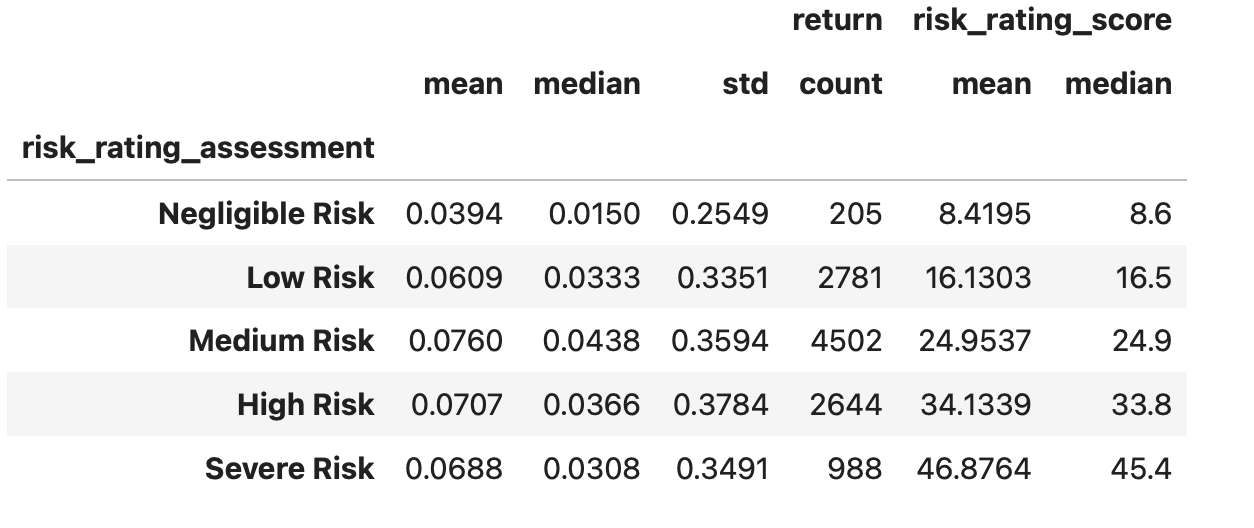 return risk_rating_score
mean median std count mean median
risk_rating_assessment
Negligible Risk 0.0394 0.0150 0.2549 205 8.4195 8.6
Low Risk 0.0609 0.0333 0.3351 2781 16.1303 16.5
Medium Risk 0.0760 0.0438 0.3594 4502 24.9537 24.9
High Risk 0.0707 0.0366 0.3784 2644 34.1339 33.8
Severe Risk 0.0688 0.0308 0.3491 988 46.8764 45.4